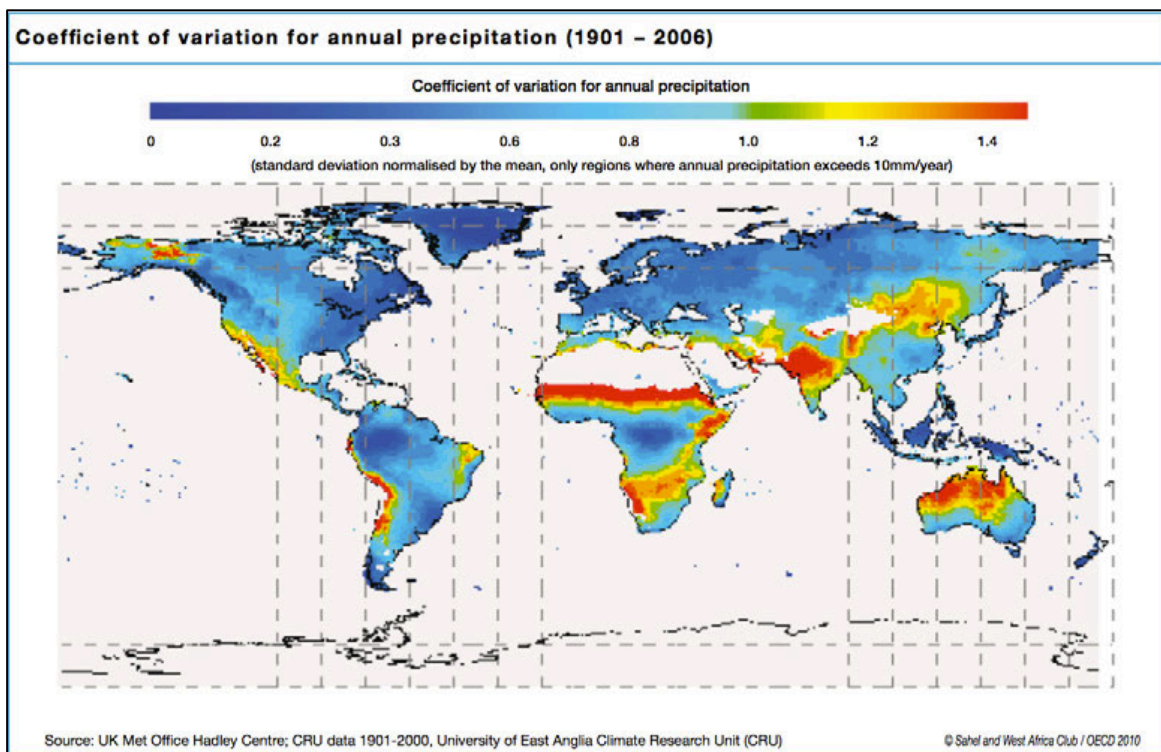 Coefficient of variation for annual precipitation (1901 – 2006)
Coefficient of variation for annual precipitation
0 0.2 0.3 0.6 0.8 1.0 1.2 1.4
(standard deviation normalised by the mean, only regions where annual precipitation exceeds 10mm/year)
Source: UK Met Office Hadley Centre; CRU data 1901-2000, University of East Anglia Climate Research Unit (CRU)
© Sahel and West Africa Club / OECD 2010